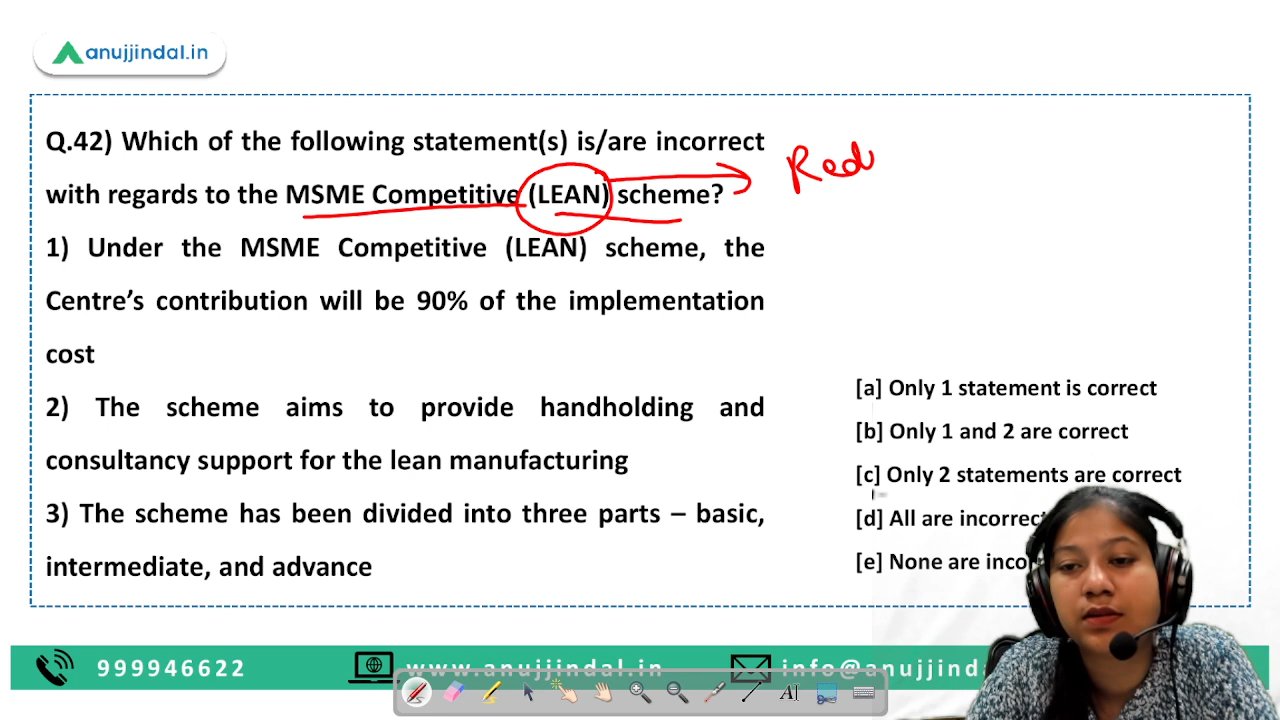 anujjindal.in
Q.42) Which of the following statement(s) is/are incorrect
with regards to the MSME Competitive (LEAN) scheme?
Red
1) Under the MSME Competitive (LEAN) scheme, the
Centre's contribution will be 90% of the implementation
cost
2) The scheme aims to provide handholding and
consultancy support for the lean manufacturing
3) The scheme has been divided into three parts – basic,
intermediate, and advance
[a] Only 1 statement is correct
[b] Only 1 and 2 are correct
[c] Only 2 statements are correct
[d] All are incorrect
[e] None are inco
999946622
www.anujjindal.in
info@anujjinda
AI